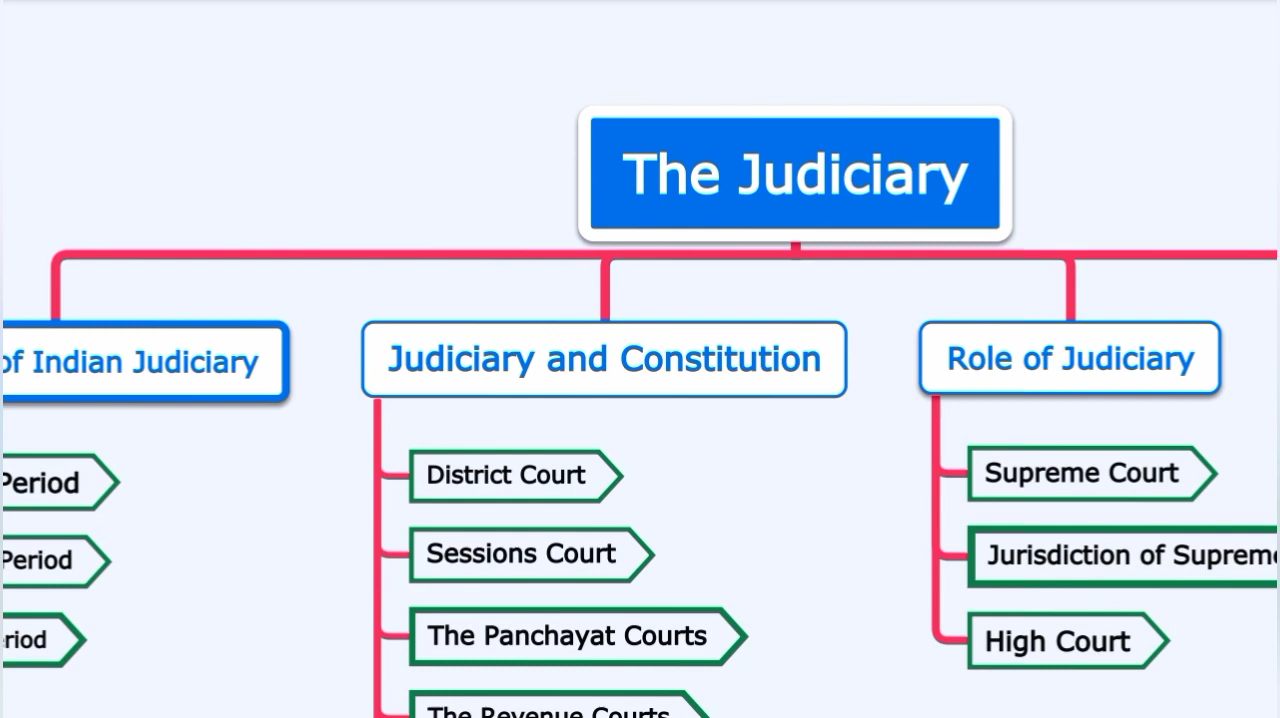 The Judiciary
of Indian Judiciary
Judiciary and Constitution
Role of Judiciary
Period
Period
District Court
Sessions Court
The Panchayat Courts
The Revenue Courts
Supreme Court
Jurisdiction of Supreme
High Court